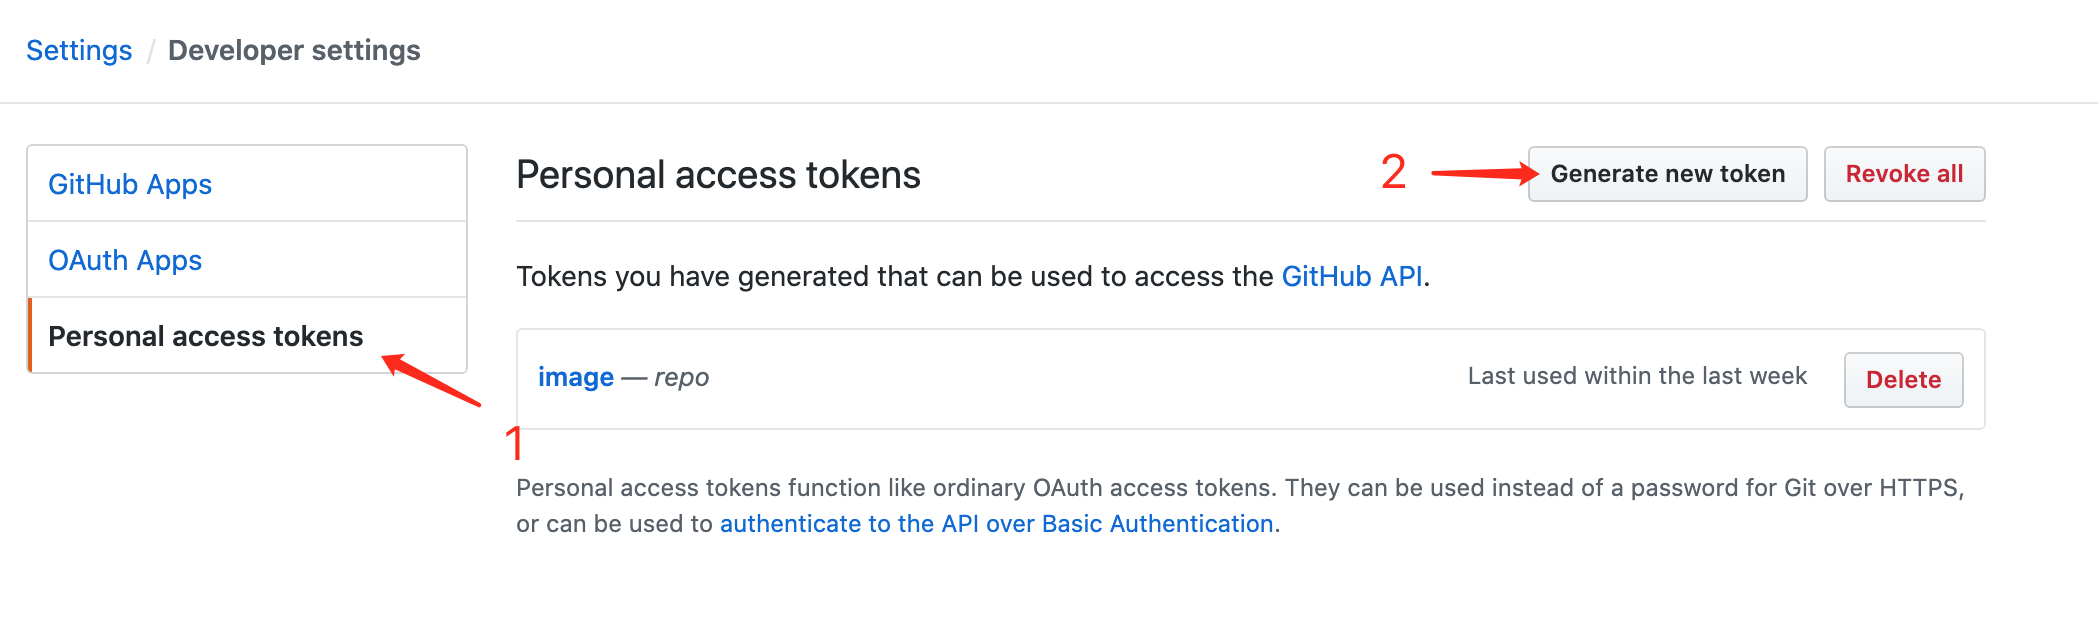 Settings / Developer settings
GitHub Apps
OAuth Apps
Personal access tokens
1
Personal access tokens
2
Generate new token
Revoke all
Tokens you have generated that can be used to access the GitHub API.
image — repo
Last used within the last week
Delete
Personal access tokens function like ordinary OAuth access tokens. They can be used instead of a password for Git over HTTPS,
or can be used to authenticate to the API over Basic Authentication.